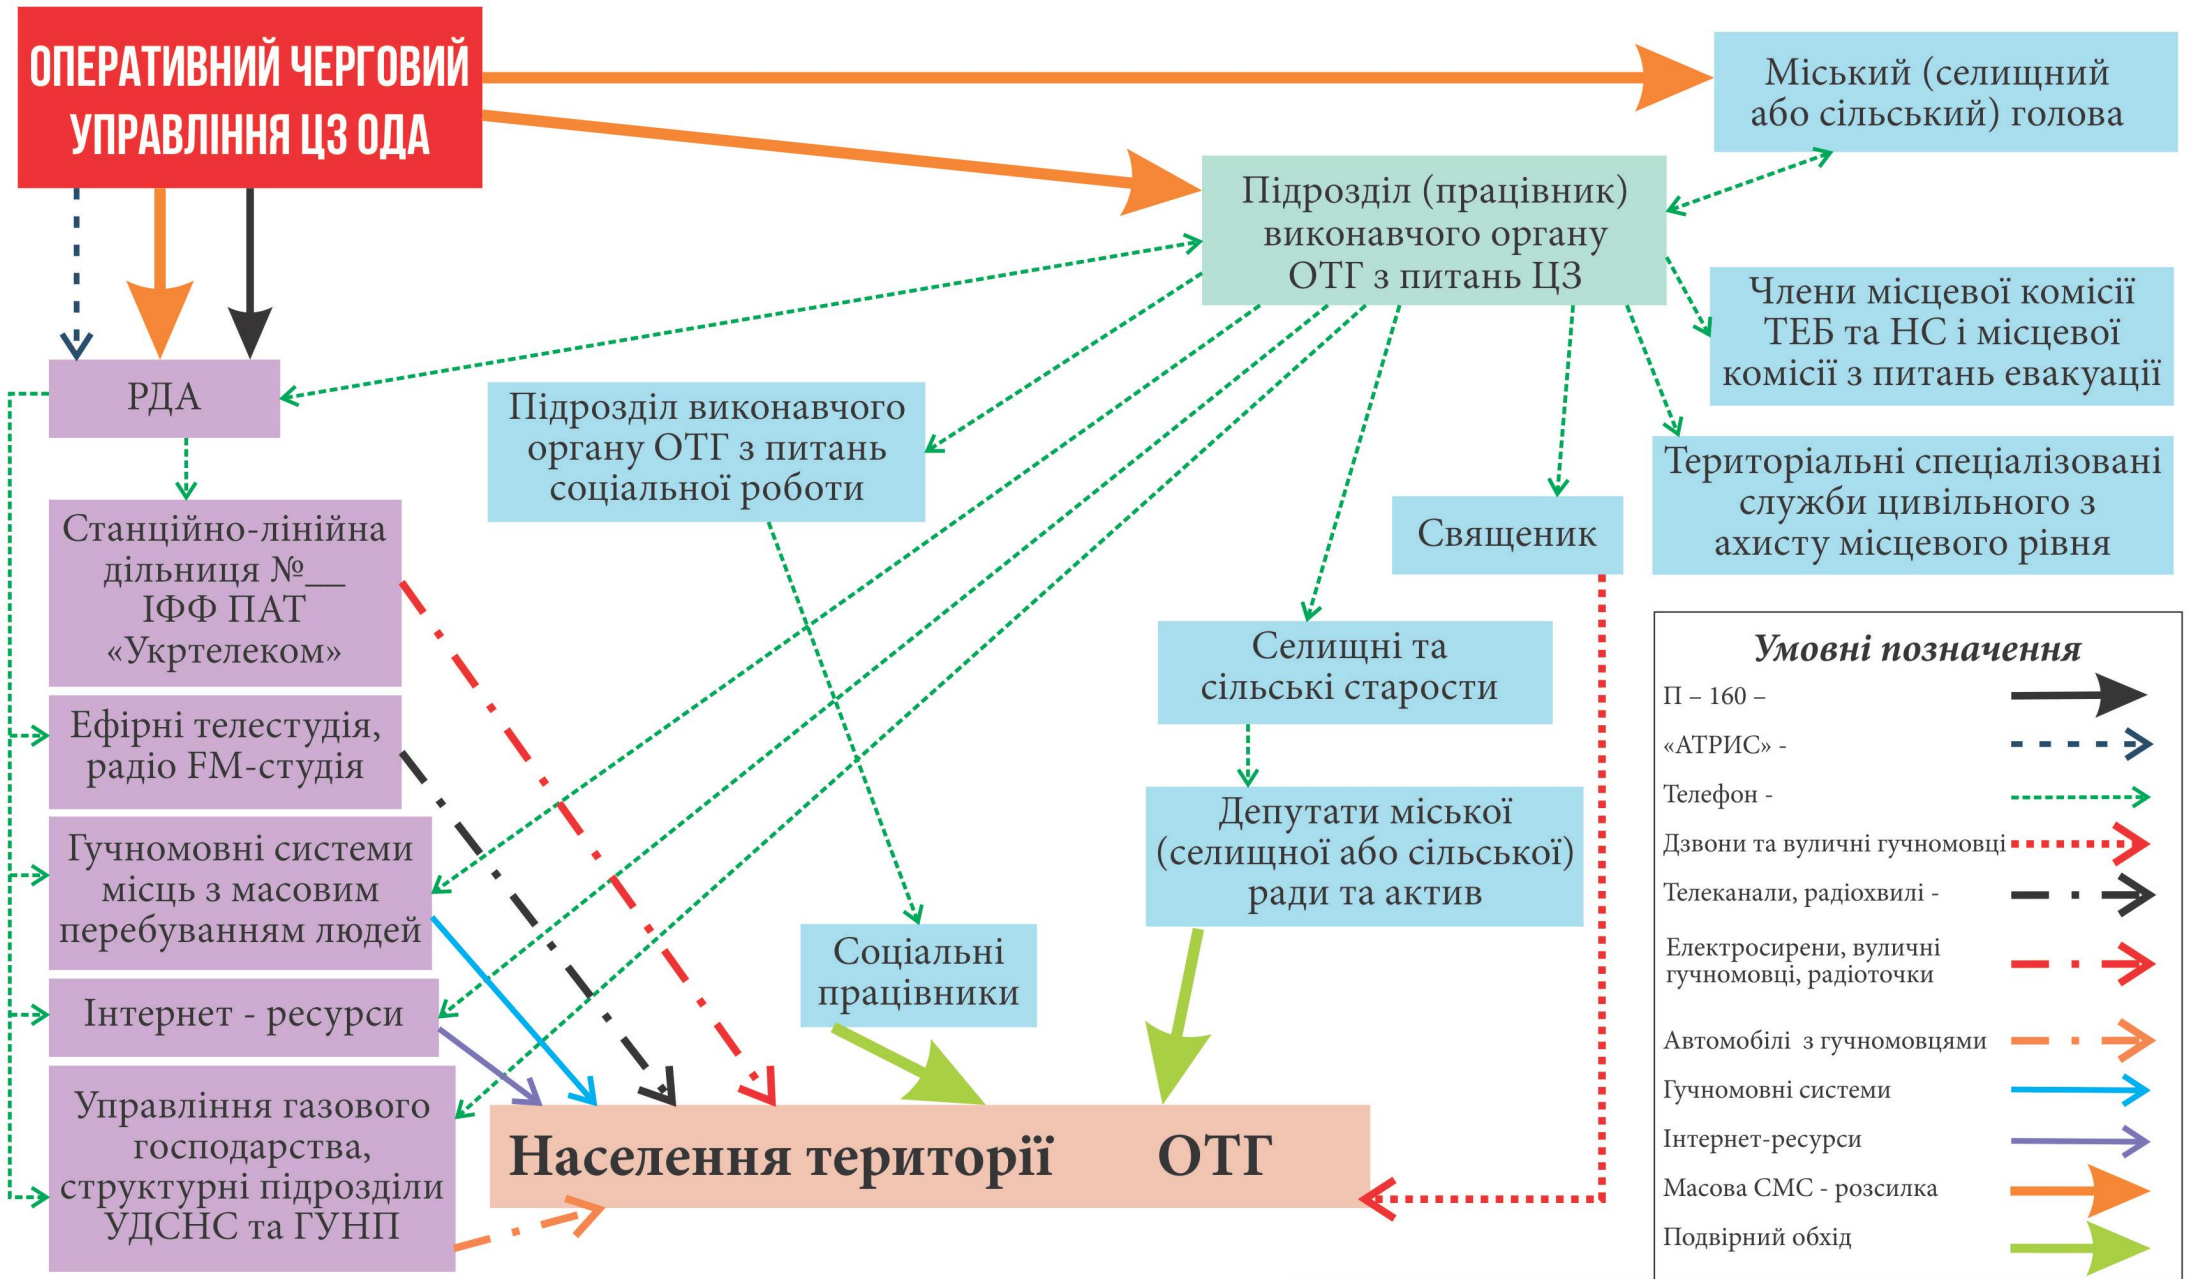 ОПЕРАТИВНИЙ ЧЕРГОВИЙ
УПРАВЛІННЯ ЦЗ ОДА
Міський (селищний
або сільський) голова
Підрозділ (працівник)
виконавчого органу
ОТГ з питань ЦЗ
Члени місцевої комісії
ТЕБ та НС і місцевої
комісії з питань евакуації
РДА
Підрозділ виконавчого
органу ОТГ з питань
соціальної роботи
Територіальні спеціалізовані
служби цивільного з
ахисту місцевого рівня
Священик
Станційно-лінійна
дільниця №__
ІФФ ПАТ
«Укртелеком»
Селищні та
сільські старости
Ефірні телестудія,
радіо FM-студія
Депутати міської
(селищної або сільської)
ради та актив
Гучномовні системи
місць з масовим
перебуванням людей
Соціальні
працівники
Інтернет - ресурси
Управління газового
господарства,
структурні підрозділи
УДСНС та ГУНП
Населення території ОТГ
Умовні позначення
П – 160 –
«АТРИС» -
Телефон -
Дзвони та вуличні гучномовці
Телеканали, радіохвилі -
Електросирени, вуличні
гучномовці, радіоточки
Автомобілі з гучномовцями
Гучномовні системи
Інтернет-ресурси
Масова СМС - розсилка
Подвірний обхід